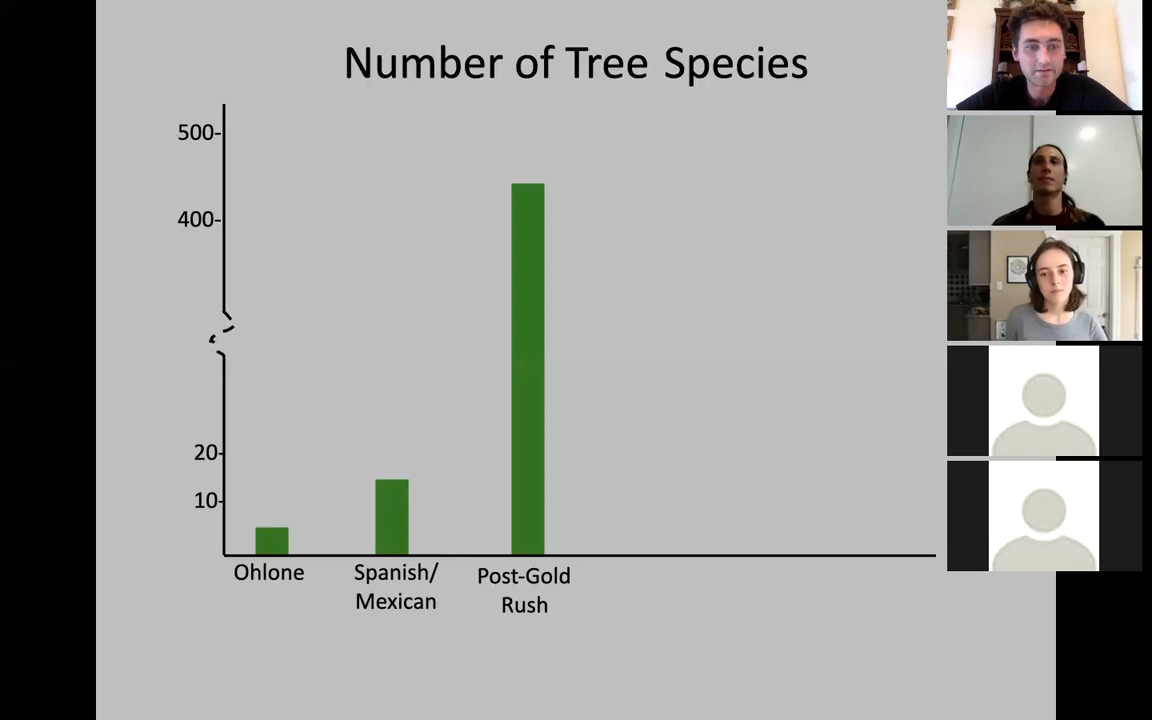 Number of Tree Species
500-
400-
20-
10-
Ohlone
Spanish/
Mexican
Post-Gold
Rush